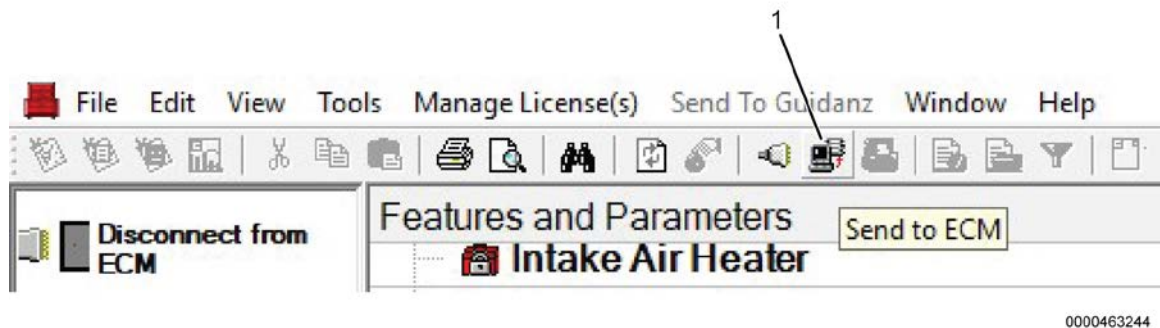 1
File Edit View Tools Manage License(s) Send To Guidanz Window Help
Disconnect from
ECM
Features and Parameters
Send to ECM
Intake Air Heater
0000463244